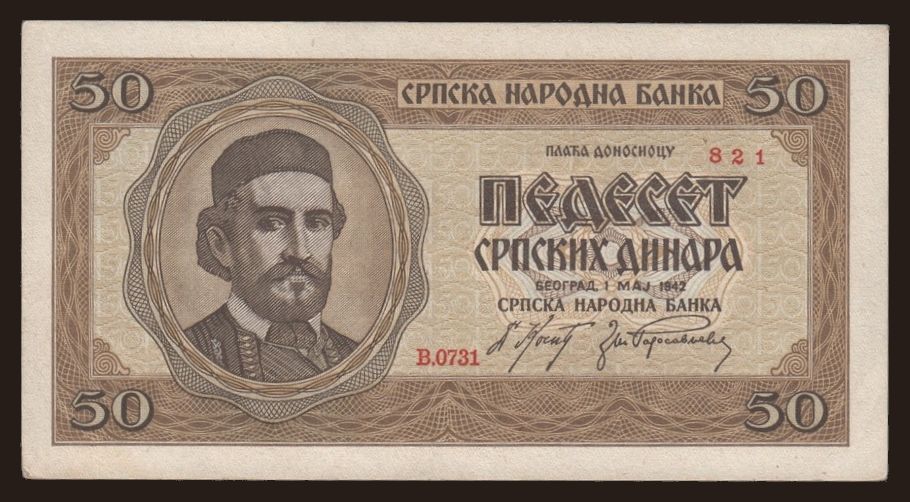 50
СРПСКА НАРОДНА БАНКА 50
ПЛАЋА ДОНОСИОЦУ 821
ПЕДЕСЕТ
СРПСКИХ ДИНАРА
БЕОГРАД, 1 МАЈ 1942
СРПСКА НАРОДНА БАНКА
B.0731
50
50